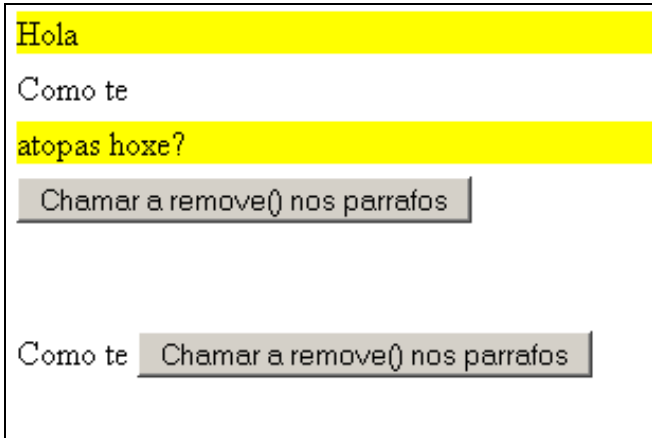 Hola
Como te
atopas hoxe?
Chamar a remove() nos parrafos
Como te Chamar a remove() nos parrafos